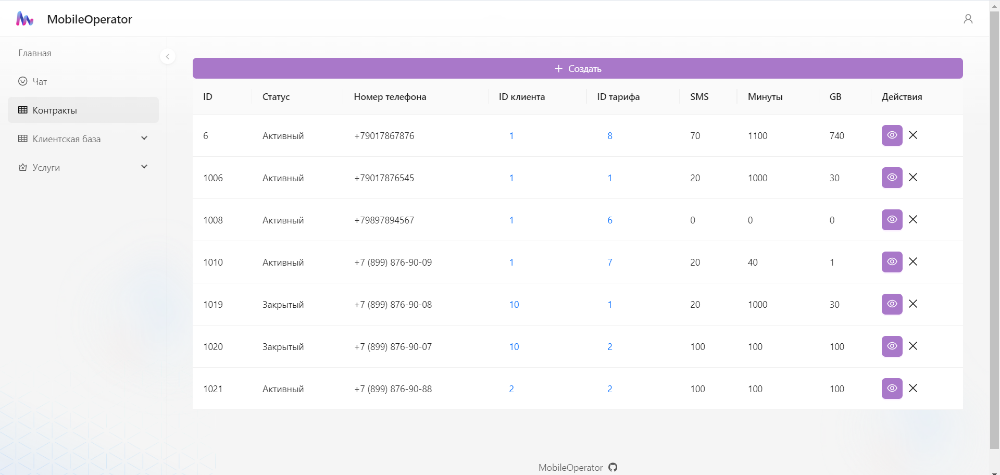 MobileOperator
Главная
Чат
Контракты
Клиентская база
Услуги
Создать
ID Статус Номер телефона ID клиента ID тарифа SMS Минуты GB Действия
6 Активный +79017867876 1 8 70 1100 740
1006 Активный +79017876545 1 1 20 1000 30
1008 Активный +79897894567 1 6 0 0 0
1010 Активный +7 (899) 876-90-09 1 7 20 40 1
1019 Закрытый +7 (899) 876-90-08 10 1 20 1000 30
1020 Закрытый +7 (899) 876-90-07 10 2 100 100 100
1021 Активный +7 (899) 876-90-88 2 2 100 100 100
MobileOperator